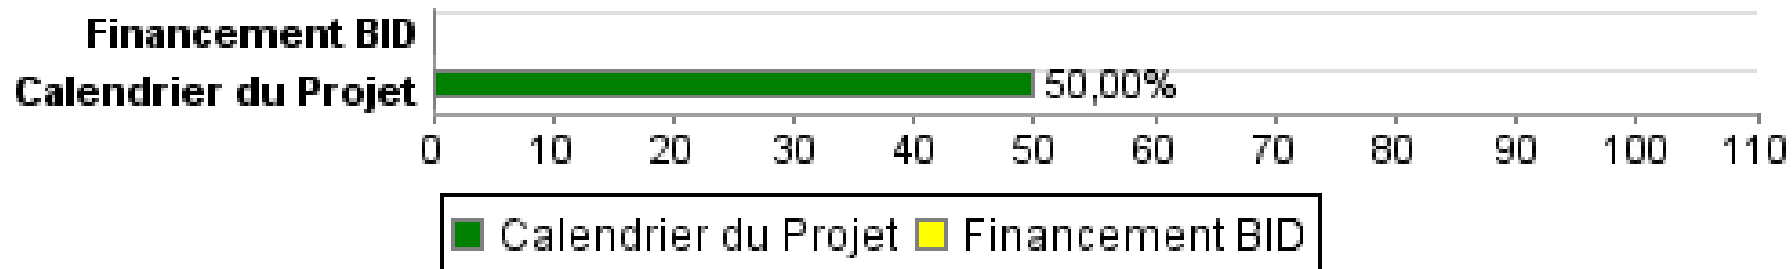 Financement BID
Calendrier du Projet 50,00%
0 10 20 30 40 50 60 70 80 90 100 110
Calendrier du Projet Financement BID